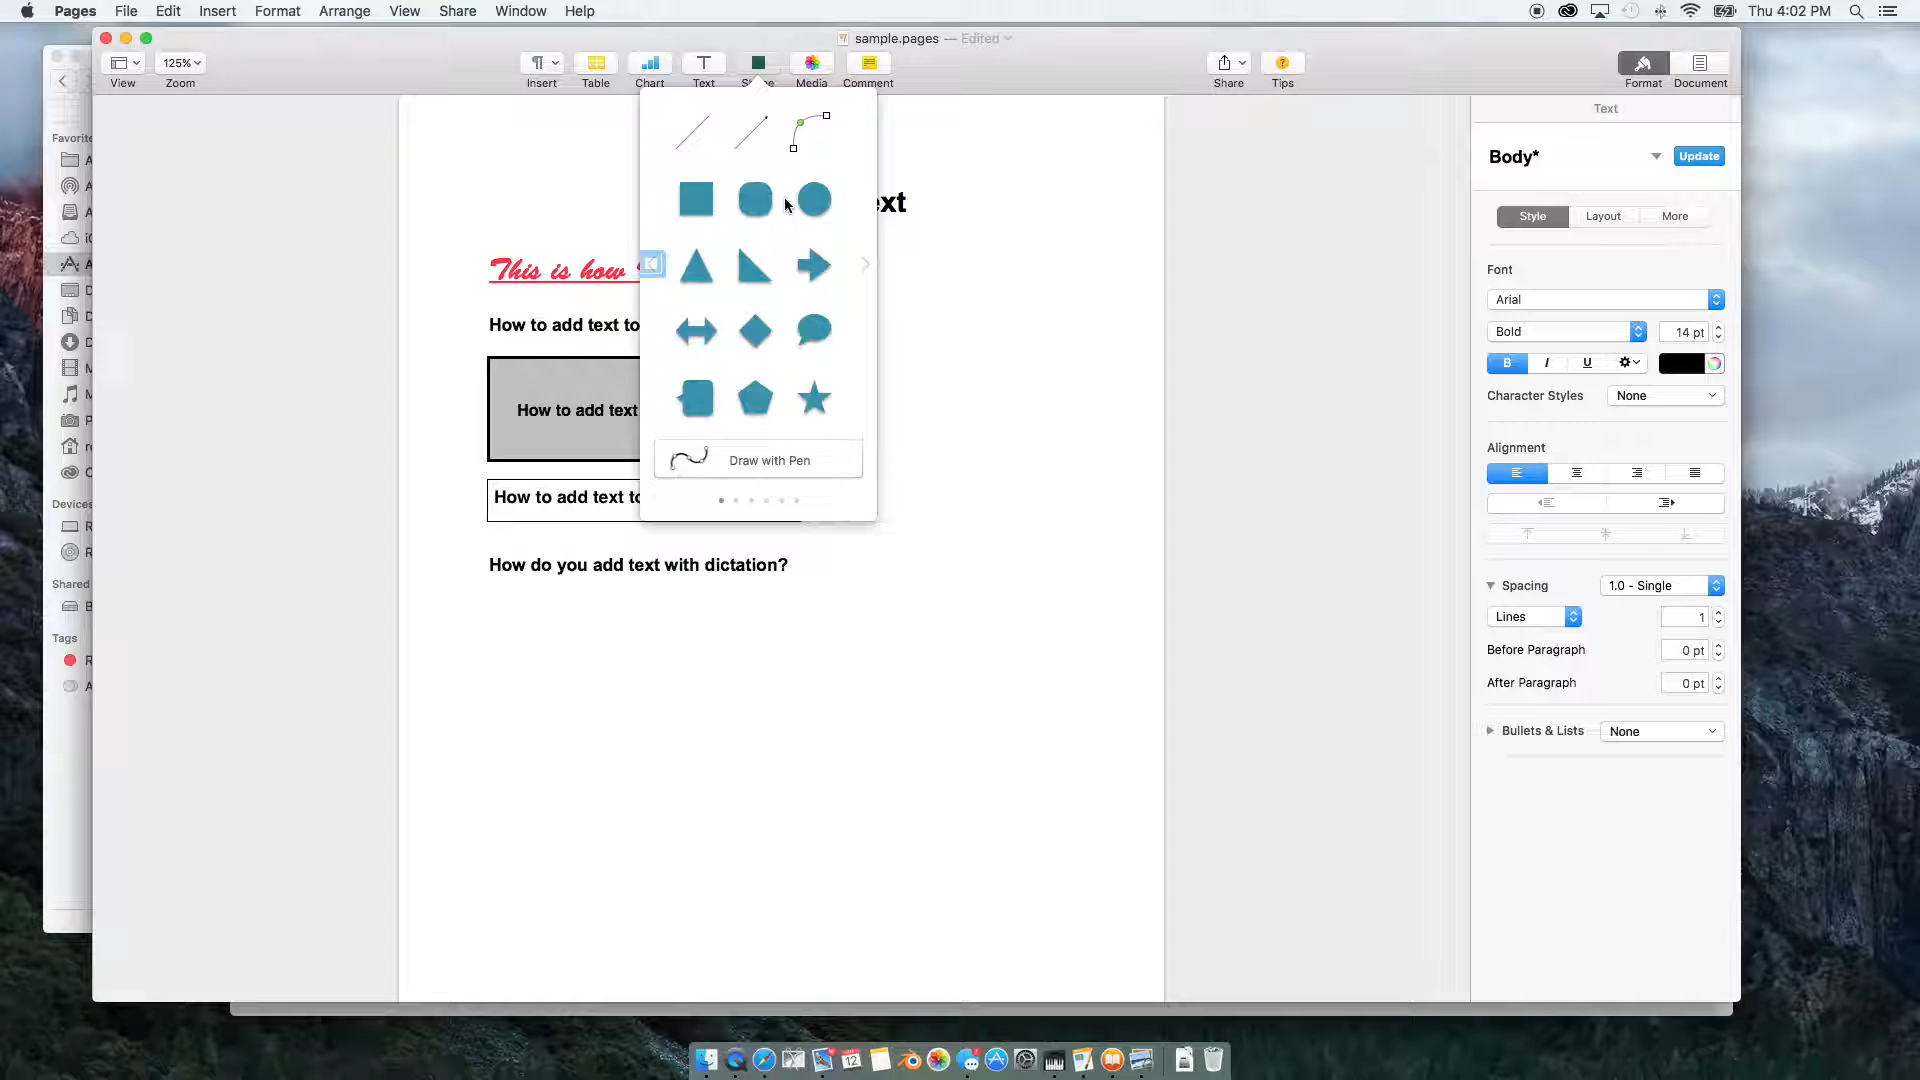 Pages File Edit Insert Format Arrange View Share Window Help
Thu 4:02 PM
sample.pages — Edited
125%
View Zoom Insert Table Chart Text Media Comment Share Tips Format Document
Favorite
Devices
Shared
Tags
ext
This is how
How to add text to
How to add text
How to add text to
How do you add text with dictation?
Draw with Pen
Text
Body*
Update
Style Layout More
Font
Arial
Bold 14 pt
B I U
Character Styles None
Alignment
Spacing 1.0 - Single
Lines 1
Before Paragraph 0 pt
After Paragraph 0 pt
Bullets & Lists None
12